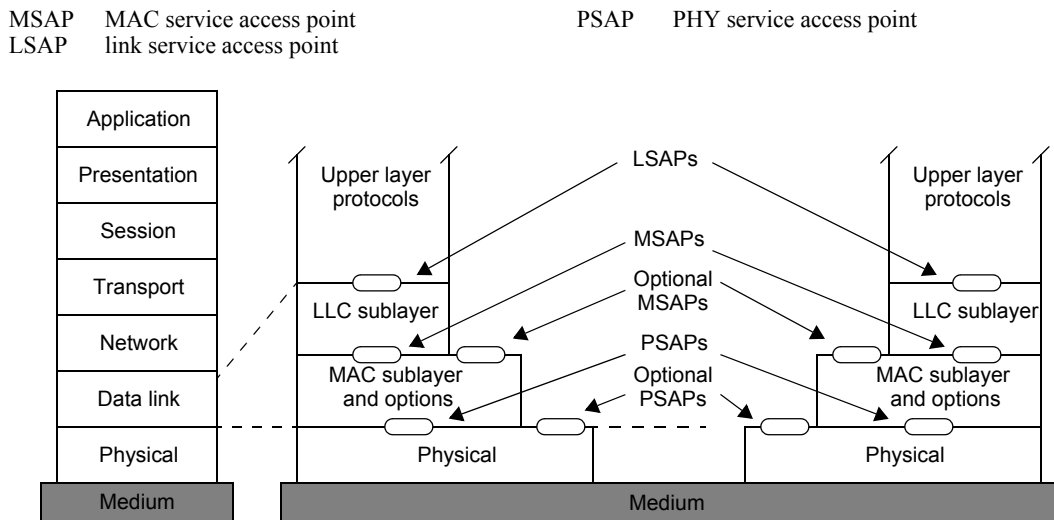 MSAP MAC service access point PSAP PHY service access point
LSAP link service access point
Application
Presentation
Session
Transport
Network
Data link
Physical
Medium
Upper layer
protocols
LLC sublayer
MAC sublayer
and options
Physical
LSAPs
MSAPs
Optional
MSAPs
PSAPs
Optional
PSAPs
Upper layer
protocols
LLC sublayer
MAC sublayer
and options
Physical
Medium